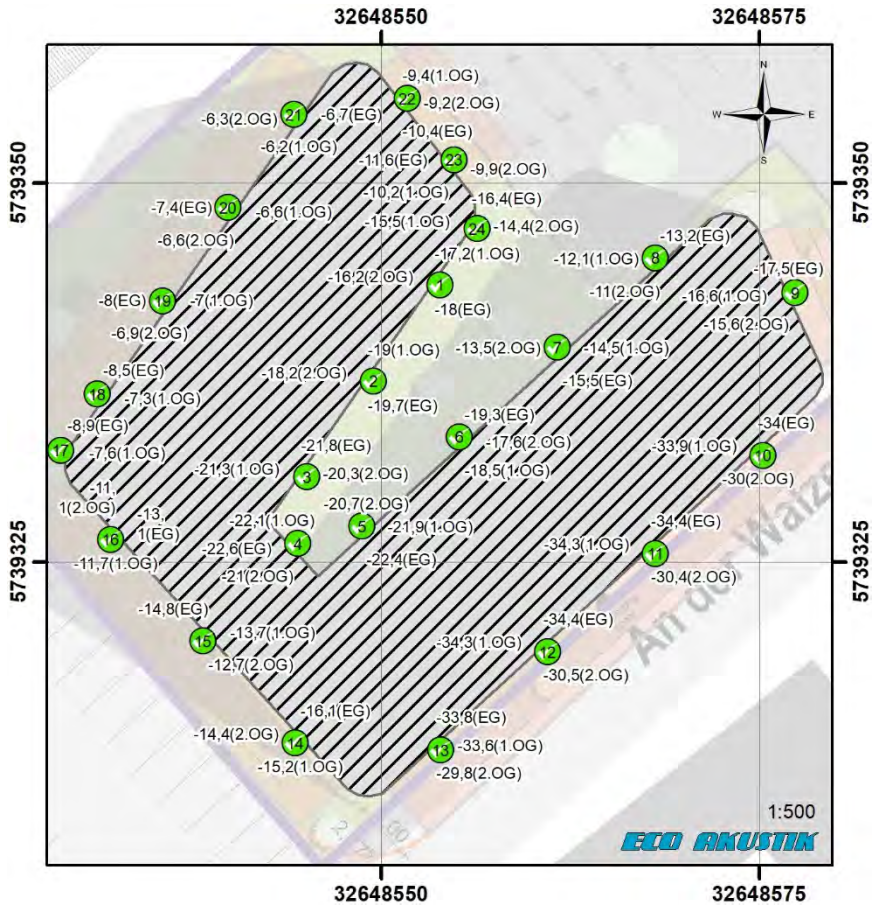 32648550
32648575
-9,4(1.OG)
22
-9,2(2.OG)
21
-6,7(EG)
-6,3(2.OG)
-6,2(1.OG)
-10,4(EG)
N
W
E
S
-11,6(EG)
23
-9,9(2.OG)
5739350
5739350
-10,2(1.OG)
-16,4(EG)
20
-7,4(EG)
-6,6(1.OG)
-15,5(1.OG)
24
-14,4(2.OG)
-6,6(2.OG)
-17,2(1.OG)
-13,2(EG)
8
-12,1(1.OG)
-16,2(2.OG)
1
-11(2.OG)
-17,5(EG)
-8(EG)
19
-7(1.OG)
-18(EG)
-16,6(1.OG)
9
-6,9(2.OG)
-15,6(2.OG)
-19(1.OG)
-13,5(2.OG)
7
-14,5(1.OG)
-8,5(EG)
-18,2(2.OG)
2
-15,5(EG)
18
-7,3(1.OG)
-19,7(EG)
-8,9(EG)
-19,3(EG)
-34(EG)
17
-7,6(1.OG)
-21,8(EG)
6
-17,6(2.OG)
-33,9(1.OG)
10
-21,3(1.OG)
3
-20,3(2.OG)
-18,5(1.OG)
-30(2.OG)
-11,
1(2.OG)
-13,
1(EG)
-20,7(2.OG)
-22,1(1.OG)
5
-21,9(1.OG)
-34,4(EG)
16
-11,7(1.OG)
-22,6(EG)
4
-22,4(EG)
-34,3(1.OG)
11
5739325
5739325
-21(2.OG)
-30,4(2.OG)
-14,8(EG)
-34,4(EG)
15
-13,7(1.OG)
-34,3(1.OG)
12
-12,7(2.OG)
-30,5(2.OG)
An der Warzr
-16,1(EG)
-33,8(EG)
-14,4(2.OG)
14
13
-33,6(1.OG)
-15,2(1.OG)
-29,8(2.OG)
1:500
ECO AKUSTIK
32648550
32648575